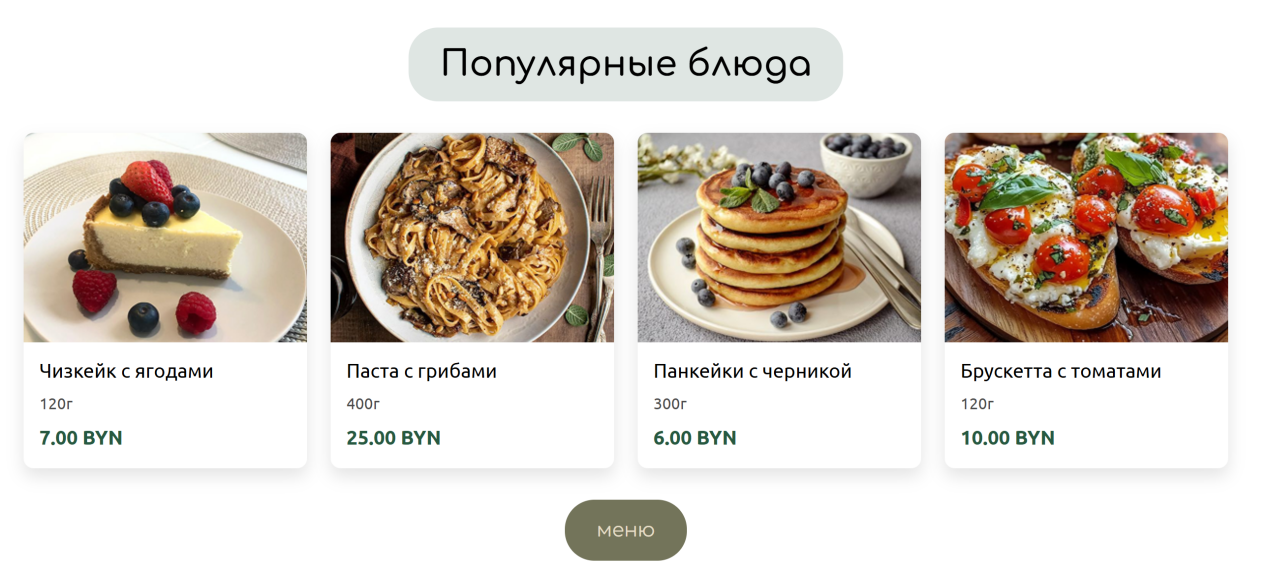 Популярные блюда
Чизкейк с ягодами
120г
7.00 BYN
Паста с грибами
400г
25.00 BYN
Панкейки с черникой
300г
6.00 BYN
Брускетта с томатами
120г
10.00 BYN
меню